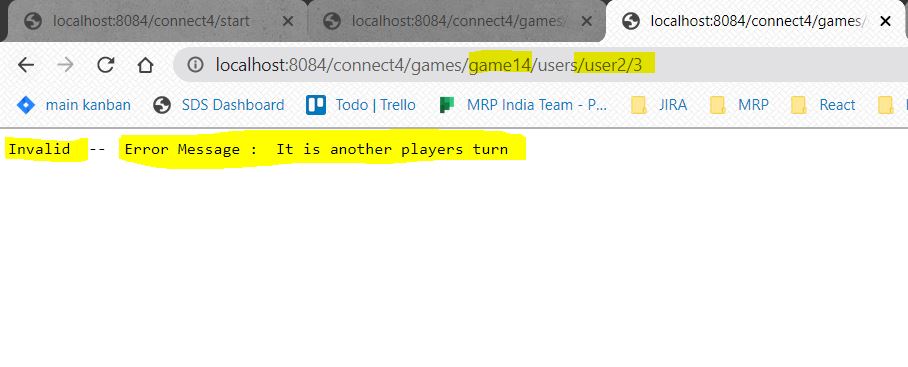 localhost:8084/connect4/start
localhost:8084/connect4/games/
localhost:8084/connect4/games/
localhost:8084/connect4/games/game14/users/user2/3
main kanban
SDS Dashboard
Todo | Trello
MRP India Team - P...
JIRA
MRP
React
Invalid -- Error Message : It is another players turn